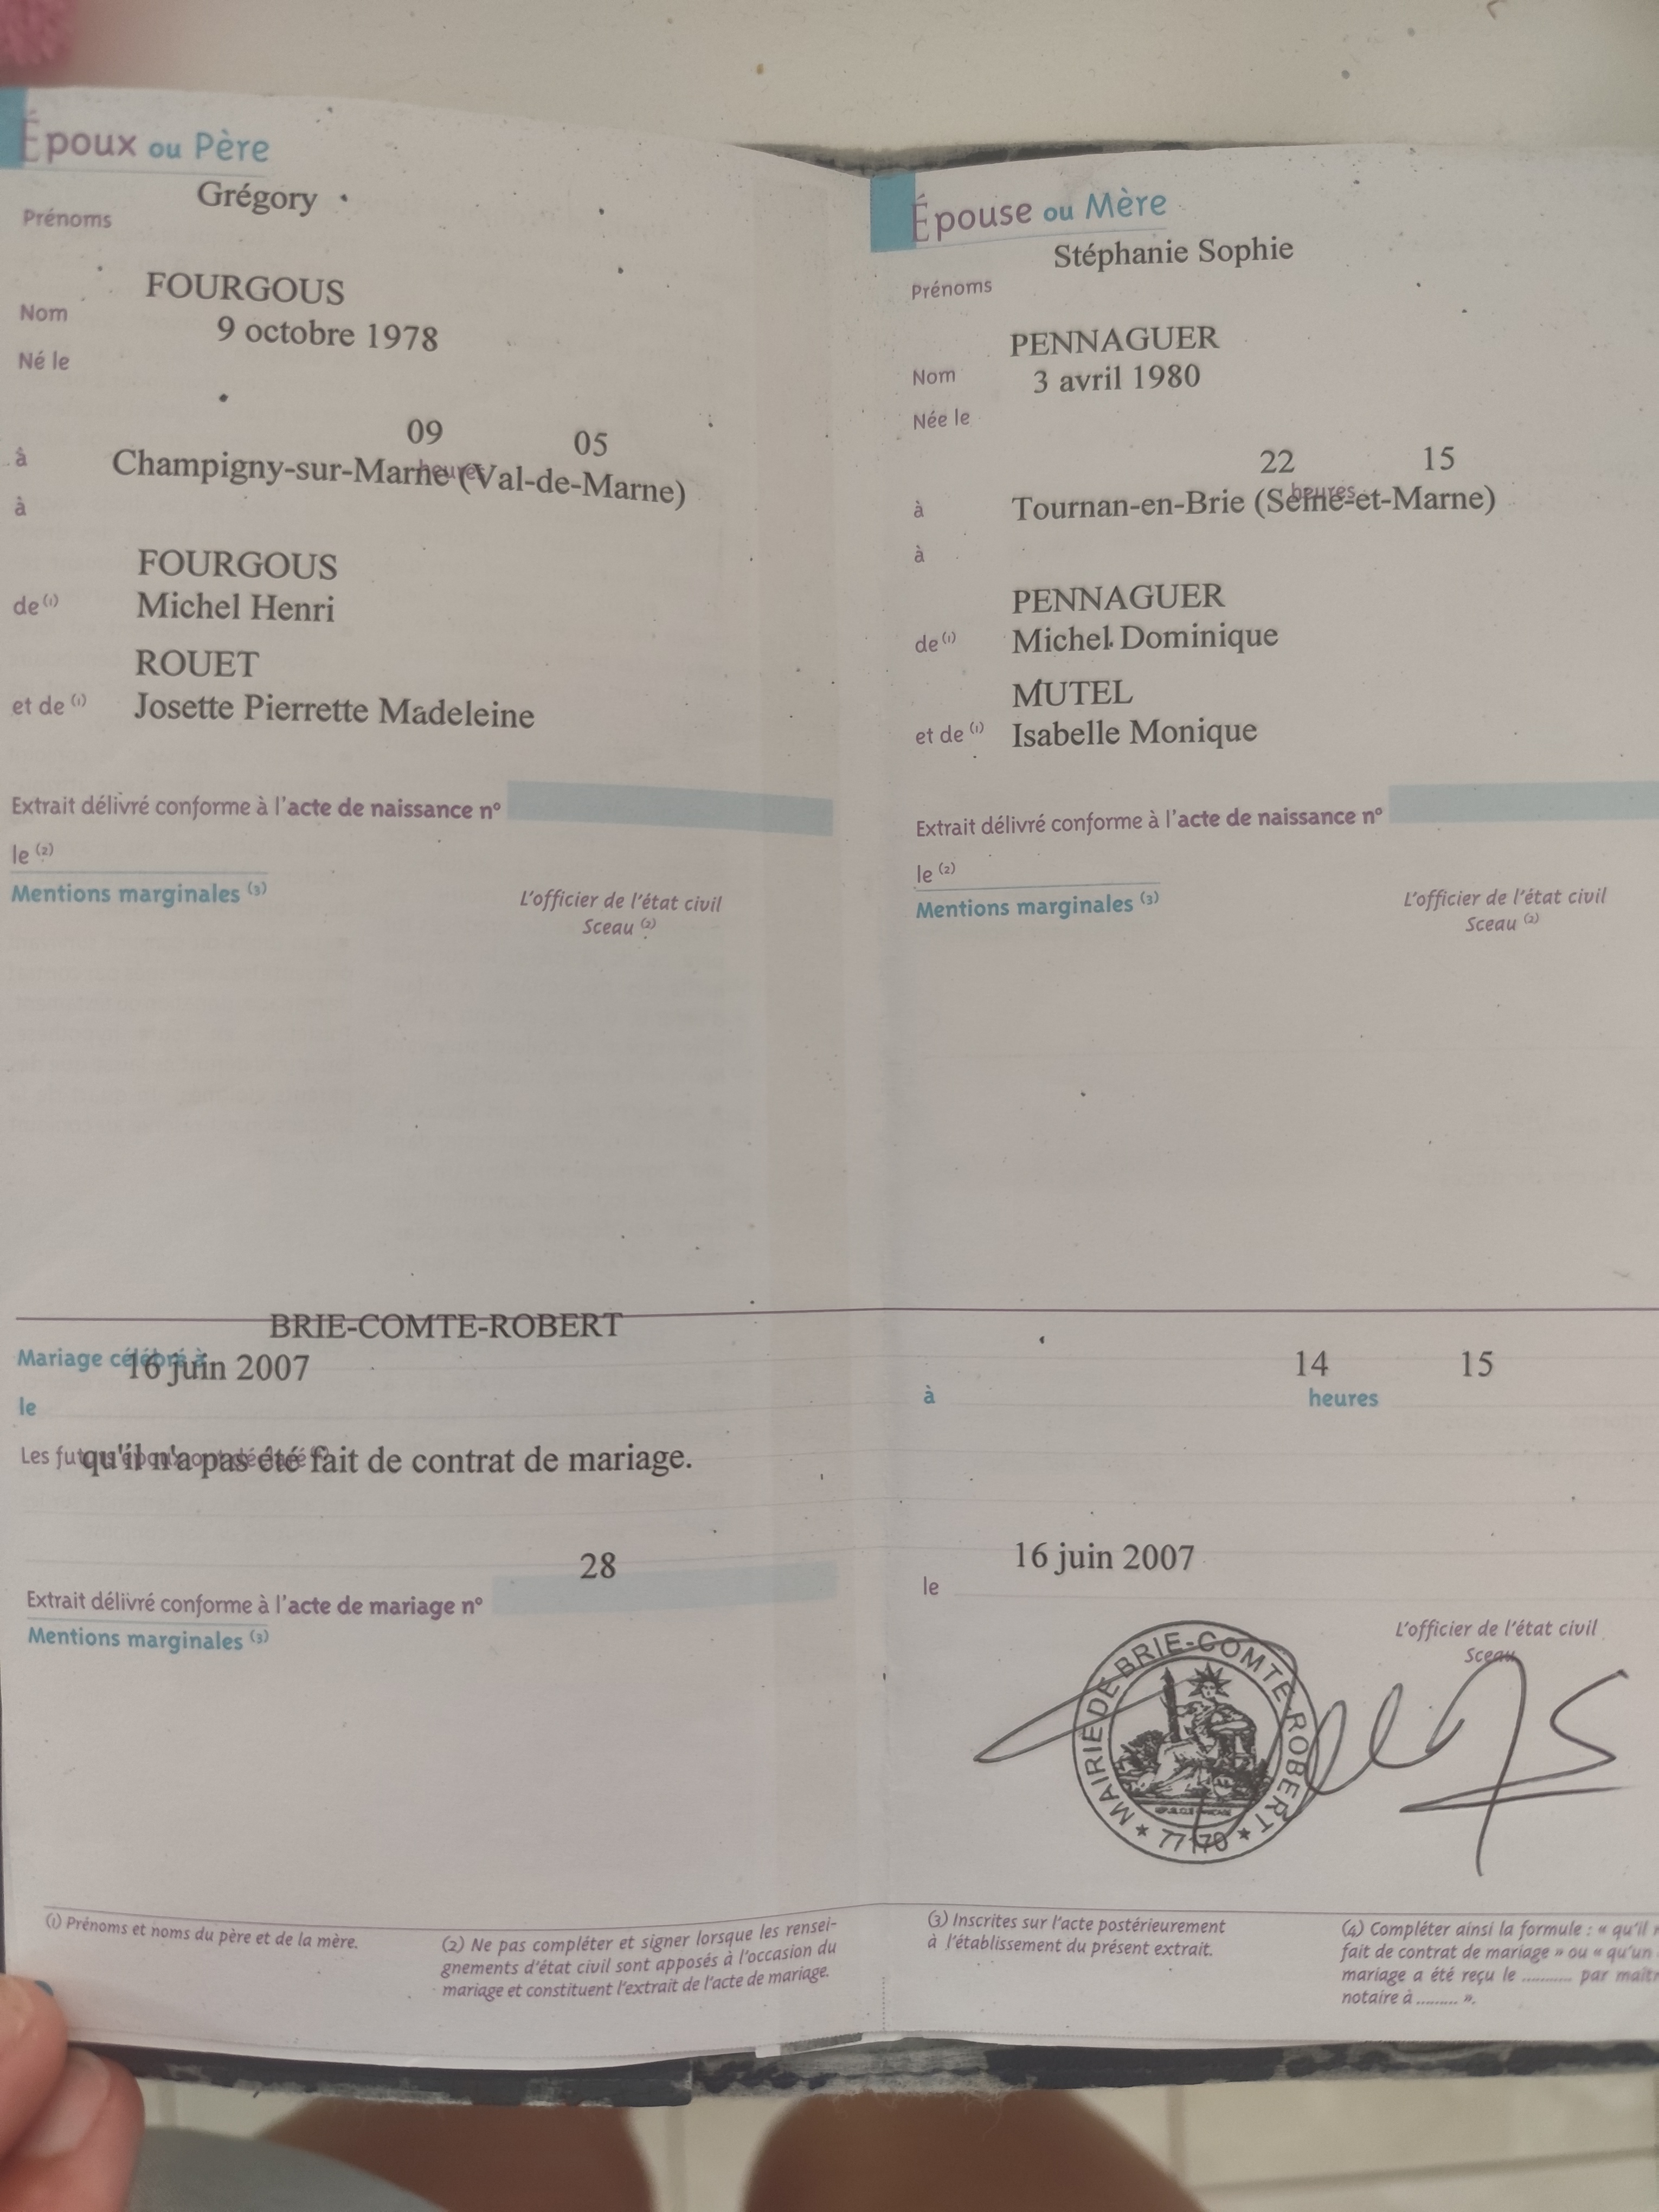 Époux ou Père
Grégory
Prénoms
FOURGOUS
Nom
9 octobre 1978
Né le
09 05
à heures
Champigny-sur-Marne (Val-de-Marne)
à
FOURGOUS
de (1) Michel Henri
ROUET
et de (1) Josette Pierrette Madeleine
Extrait délivré conforme à l'acte de naissance nº
le (2)
Mentions marginales (3)
L'officier de l'état civil
Sceau (2)
Épouse ou Mère
Stéphanie Sophie
Prénoms
PENNAGUER
Nom
3 avril 1980
Née le
22 15
heures
à Tournan-en-Brie (Seine-et-Marne)
à
PENNAGUER
de (1) Michel Dominique
MUTEL
et de (1) Isabelle Monique
Extrait délivré conforme à l'acte de naissance nº
le (2)
Mentions marginales (3)
L'officier de l'état civil
Sceau (2)
BRIE-COMTE-ROBERT
Mariage célébré à
16 juin 2007
le
14 15
à heures
Les futurs époux ont déclaré
qu'il n'a pas été fait de contrat de mariage.
28
Extrait délivré conforme à l'acte de mariage nº
Mentions marginales (3)
16 juin 2007
le
L'officier de l'état civil
Sceau
MAIRIE DE BRIE-COMTE-ROBERT
RÉPUBLIQUE FRANÇAISE
★ 77170 ★
(1) Prénoms et noms du père et de la mère.
(2) Ne pas compléter et signer lorsque les rensei-
gnements d'état civil sont apposés à l'occasion du
mariage et constituent l'extrait de l'acte de mariage.
(3) Inscrites sur l'acte postérieurement
à l'établissement du présent extrait.
(4) Compléter ainsi la formule : « qu'il
fait de contrat de mariage » ou « qu'un
mariage a été reçu le .......... par
notaire à ......... ».